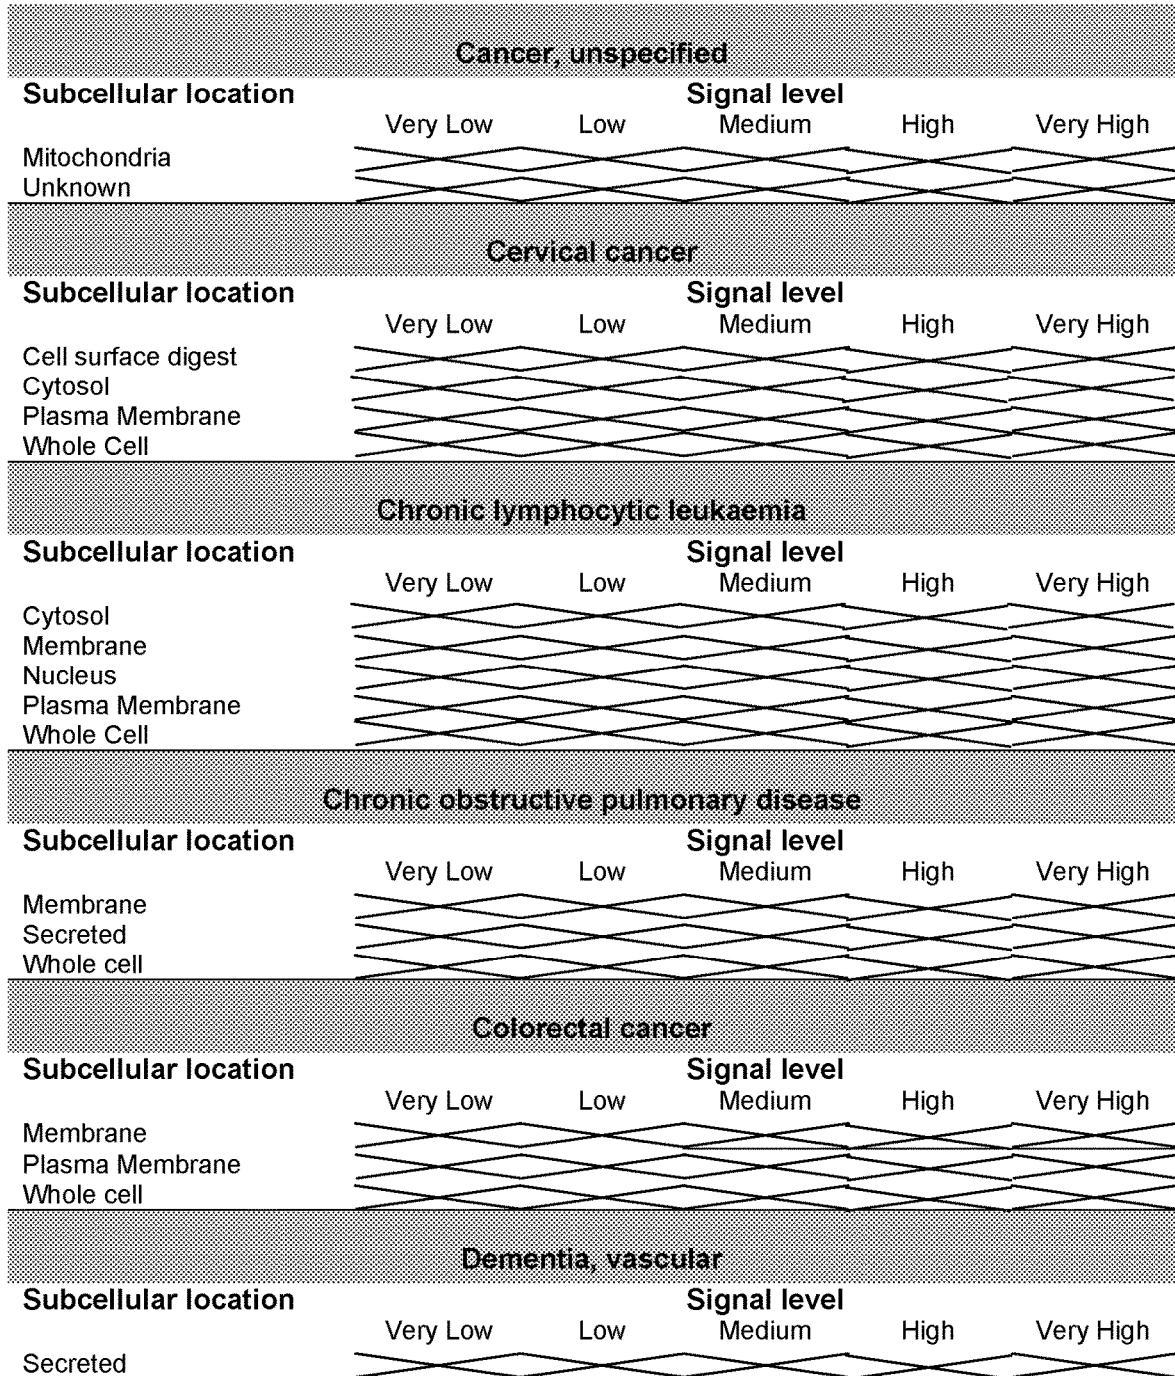 Cancer, unspecified
Subcellular location Signal level
Very Low Low Medium High Very High
Mitochondria
Unknown
Cervical cancer
Subcellular location Signal level
Very Low Low Medium High Very High
Cell surface digest
Cytosol
Plasma Membrane
Whole Cell
Chronic lymphocytic leukaemia
Subcellular location Signal level
Very Low Low Medium High Very High
Cytosol
Membrane
Nucleus
Plasma Membrane
Whole Cell
Chronic obstructive pulmonary disease
Subcellular location Signal level
Very Low Low Medium High Very High
Membrane
Secreted
Whole cell
Colorectal cancer
Subcellular location Signal level
Very Low Low Medium High Very High
Membrane
Plasma Membrane
Whole cell
Dementia, vascular
Subcellular location Signal level
Very Low Low Medium High Very High
Secreted